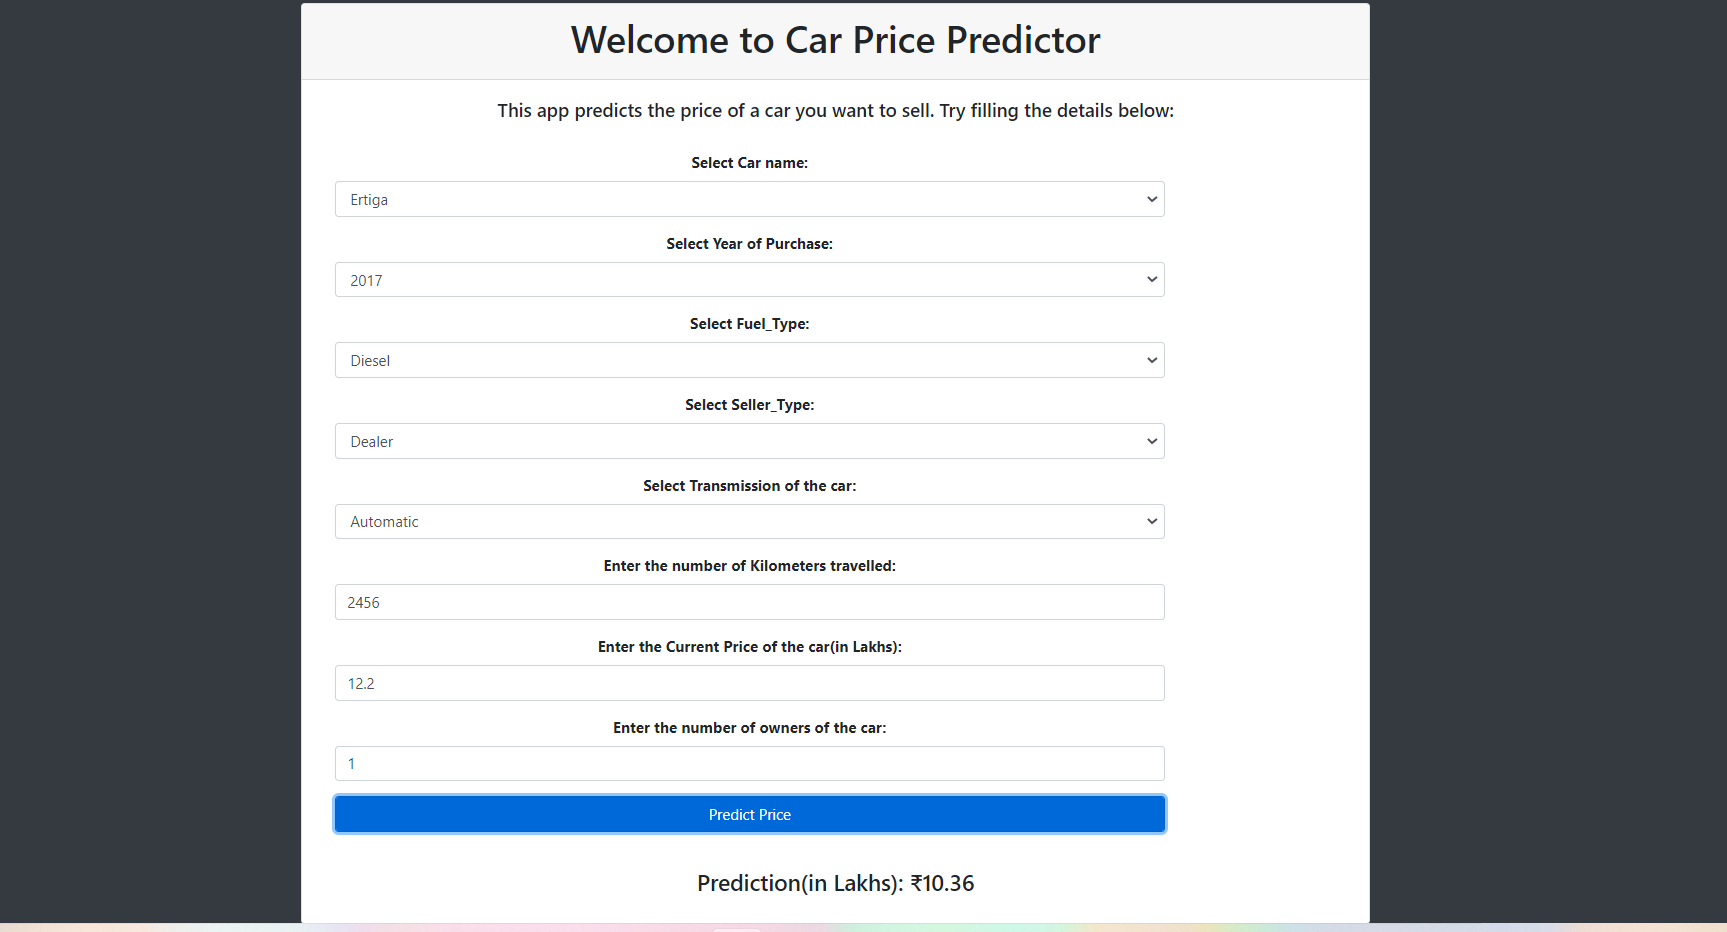 Welcome to Car Price Predictor
This app predicts the price of a car you want to sell. Try filling the details below:
Select Car name:
Ertiga
Select Year of Purchase:
2017
Select Fuel_Type:
Diesel
Select Seller_Type:
Dealer
Select Transmission of the car:
Automatic
Enter the number of Kilometers travelled:
2456
Enter the Current Price of the car(in Lakhs):
12.2
Enter the number of owners of the car:
1
Predict Price
Prediction(in Lakhs): ₹10.36